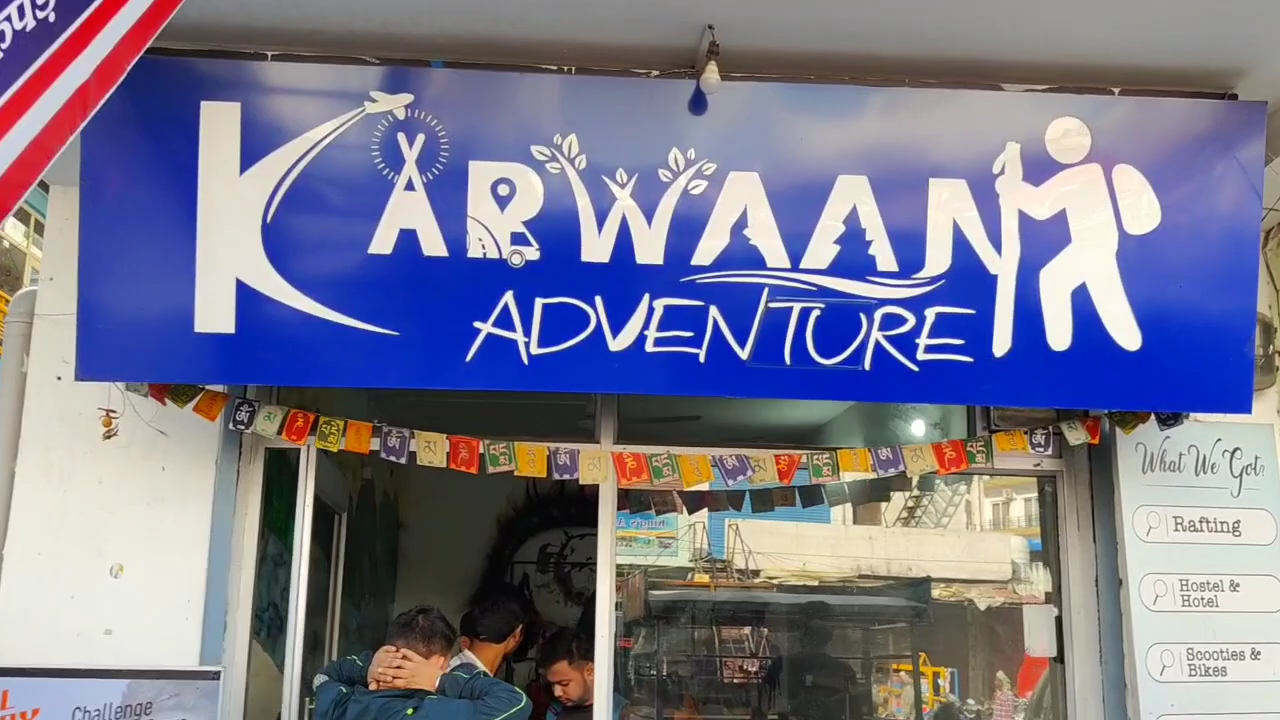 KARWAAN
ADVENTURE
What We Got?
Rafting
Hostel &
Hotel
Scooties &
Bikes
Challenge